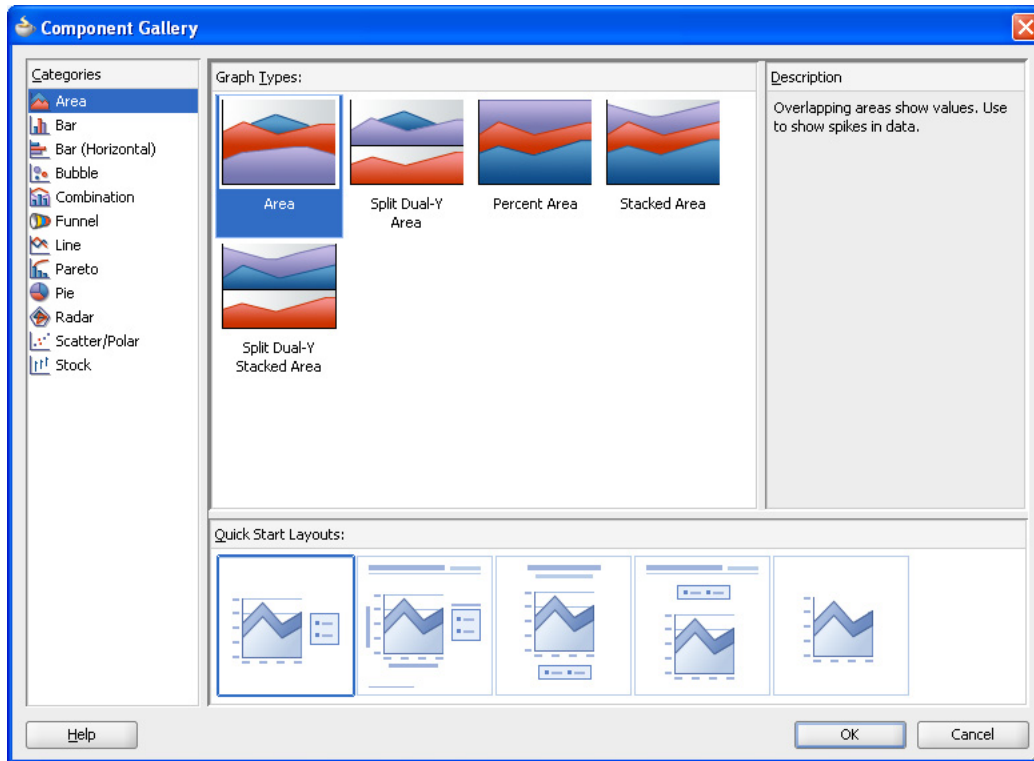 Component Gallery
Categories
Area
Bar
Bar (Horizontal)
Bubble
Combination
Funnel
Line
Pareto
Pie
Radar
Scatter/Polar
Stock
Graph Types:
Area
Split Dual-Y
Area
Percent Area
Stacked Area
Split Dual-Y
Stacked Area
Description
Overlapping areas show values. Use
to show spikes in data.
Quick Start Layouts:
Help
OK
Cancel